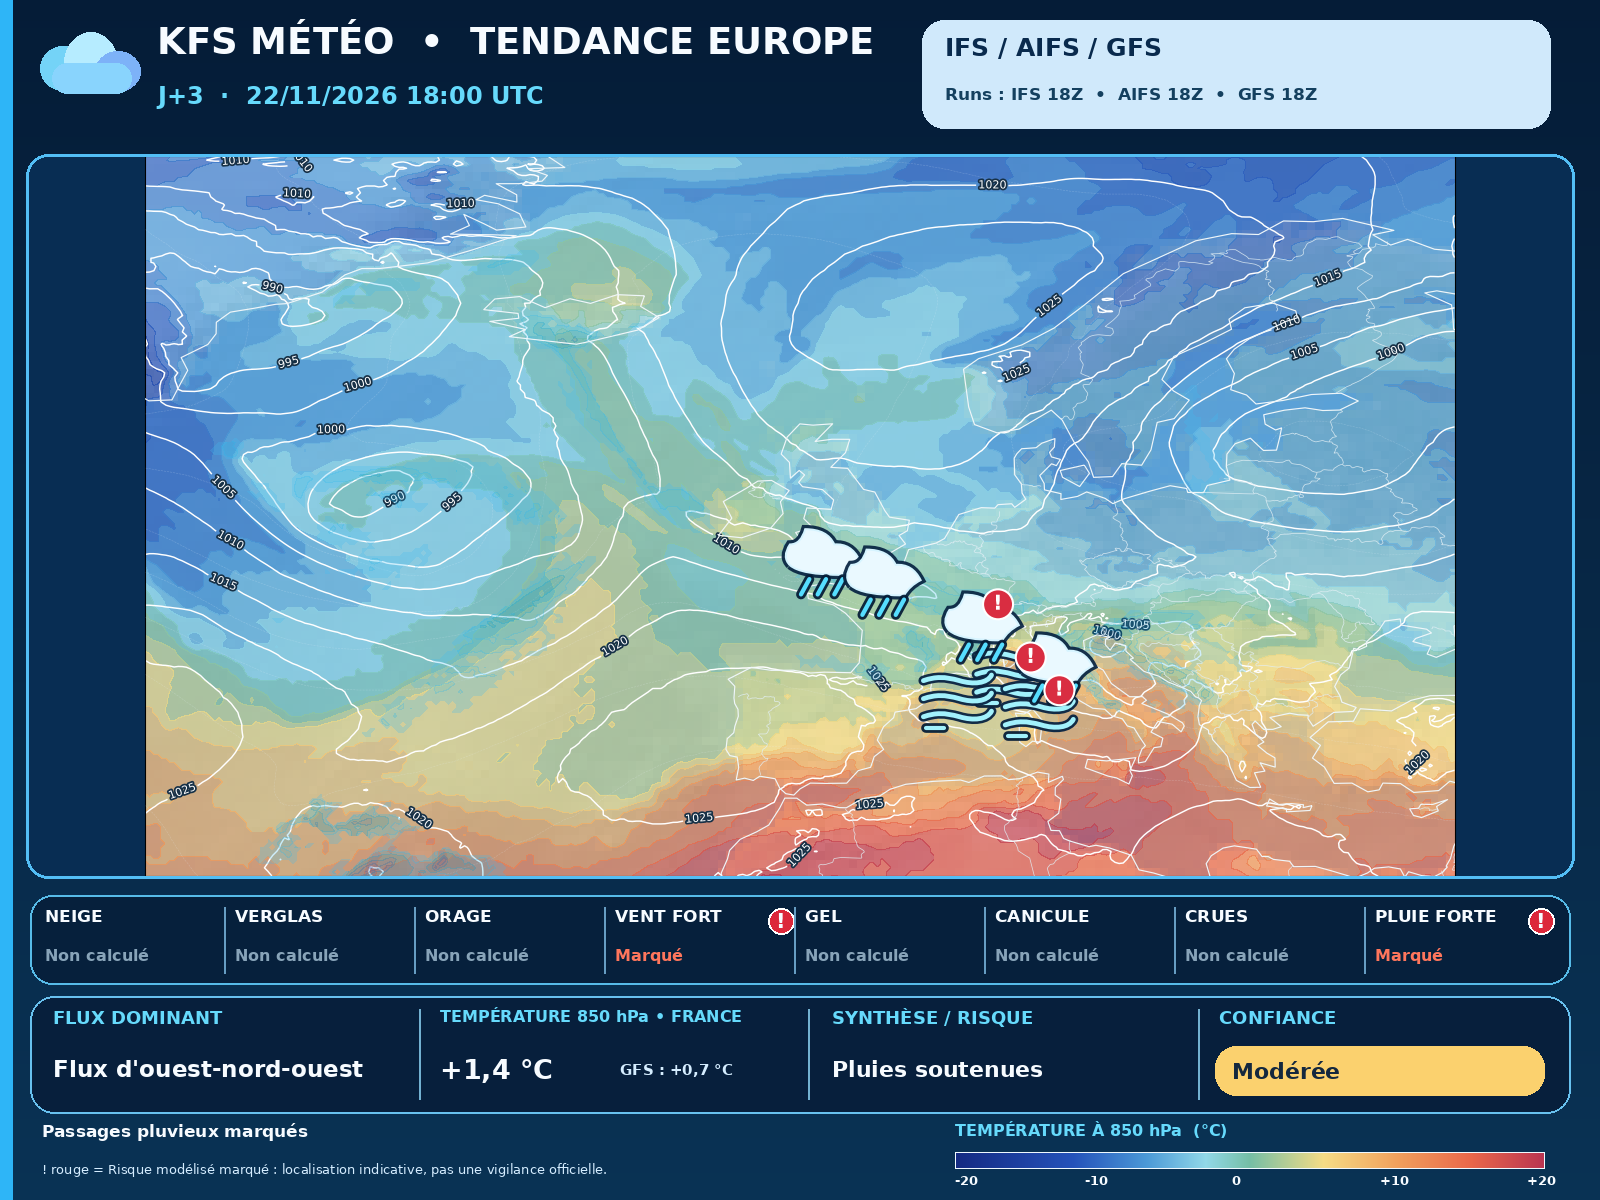 KFS MÉTÉO • TENDANCE EUROPE
J+3 · 22/11/2026 18:00 UTC
IFS / AIFS / GFS
Runs : IFS 18Z • AIFS 18Z • GFS 18Z
1010
1010
1010
1010
1020
990
1015
1025
995
1010
1005
1000
1000
1025
1000
1005
990
995
1010
1010
1015
1000
1005
1020
1025
1020
1025
1020
1025
1025
1025
!
!
!
NEIGE
Non calculé
VERGLAS
Non calculé
ORAGE
Non calculé
VENT FORT !
Marqué
GEL
Non calculé
CANICULE
Non calculé
CRUES
Non calculé
PLUIE FORTE !
Marqué
FLUX DOMINANT
Flux d'ouest-nord-ouest
TEMPÉRATURE 850 hPa • FRANCE
+1,4 °C GFS : +0,7 °C
SYNTHÈSE / RISQUE
Pluies soutenues
CONFIANCE
Modérée
Passages pluvieux marqués
! rouge = Risque modélisé marqué : localisation indicative, pas une vigilance officielle.
TEMPÉRATURE À 850 hPa (°C)
-20 -10 0 +10 +20